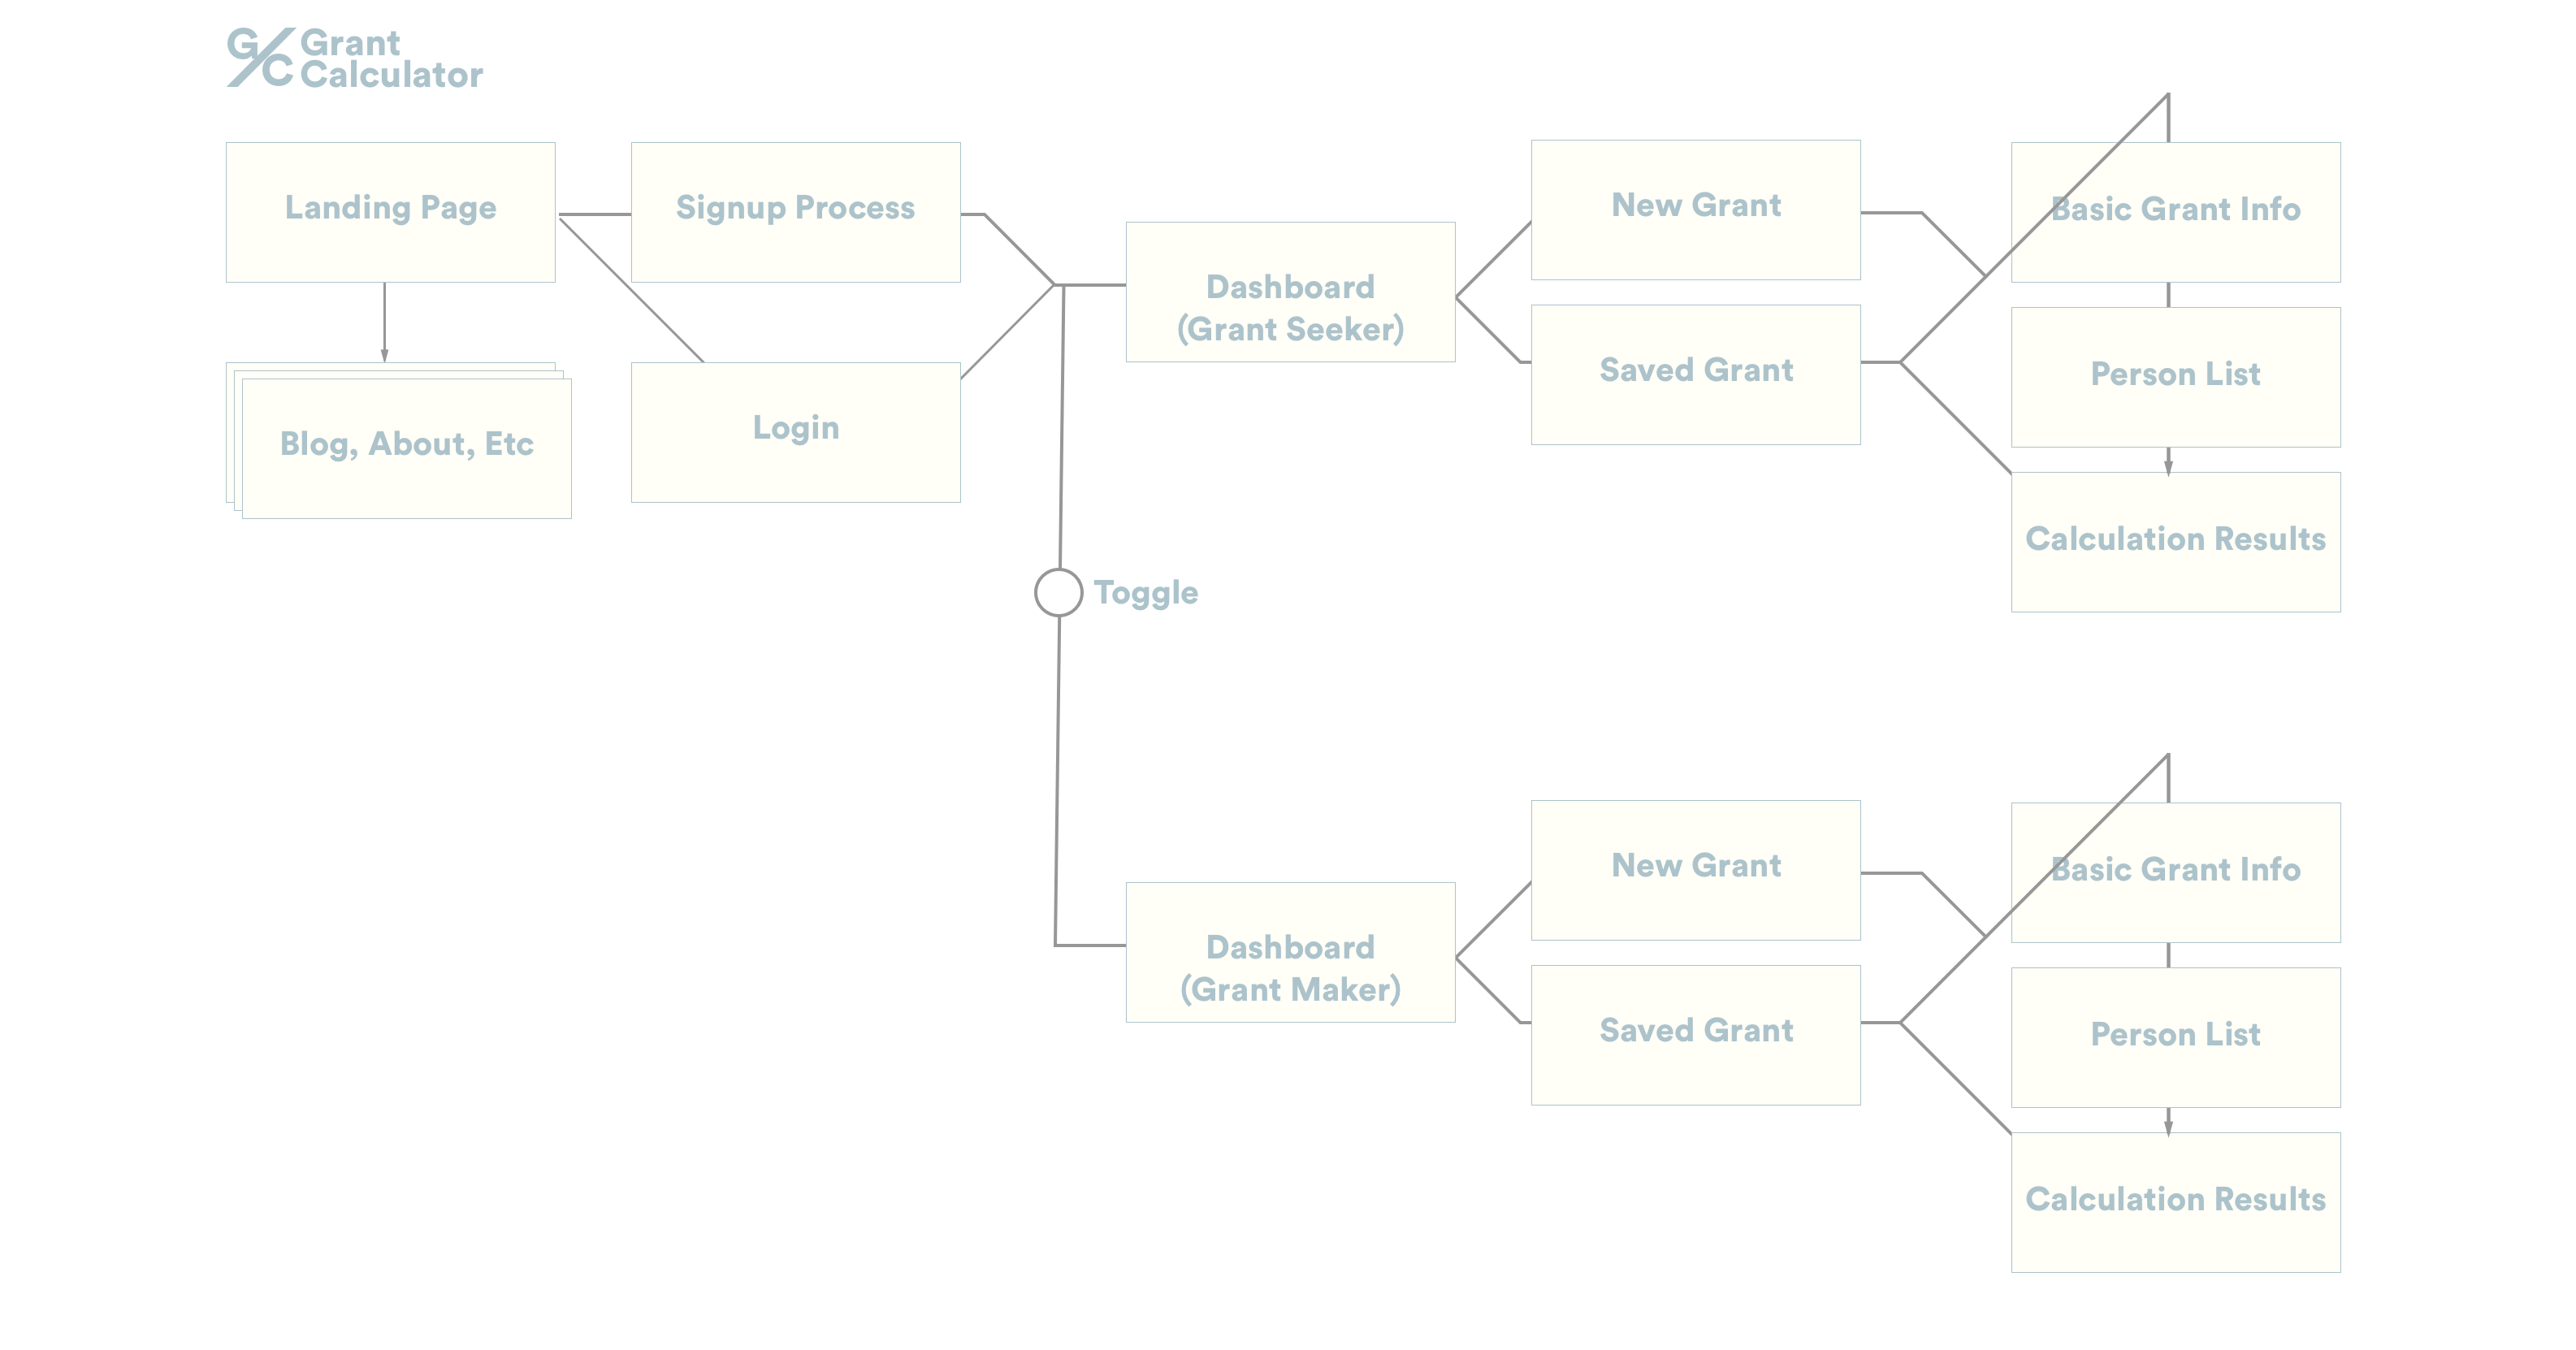 G/C Grant
Calculator
Landing Page
Signup Process
Blog, About, Etc
Login
Toggle
Dashboard
(Grant Seeker)
New Grant
Saved Grant
Basic Grant Info
Person List
Calculation Results
Dashboard
(Grant Maker)
New Grant
Saved Grant
Basic Grant Info
Person List
Calculation Results